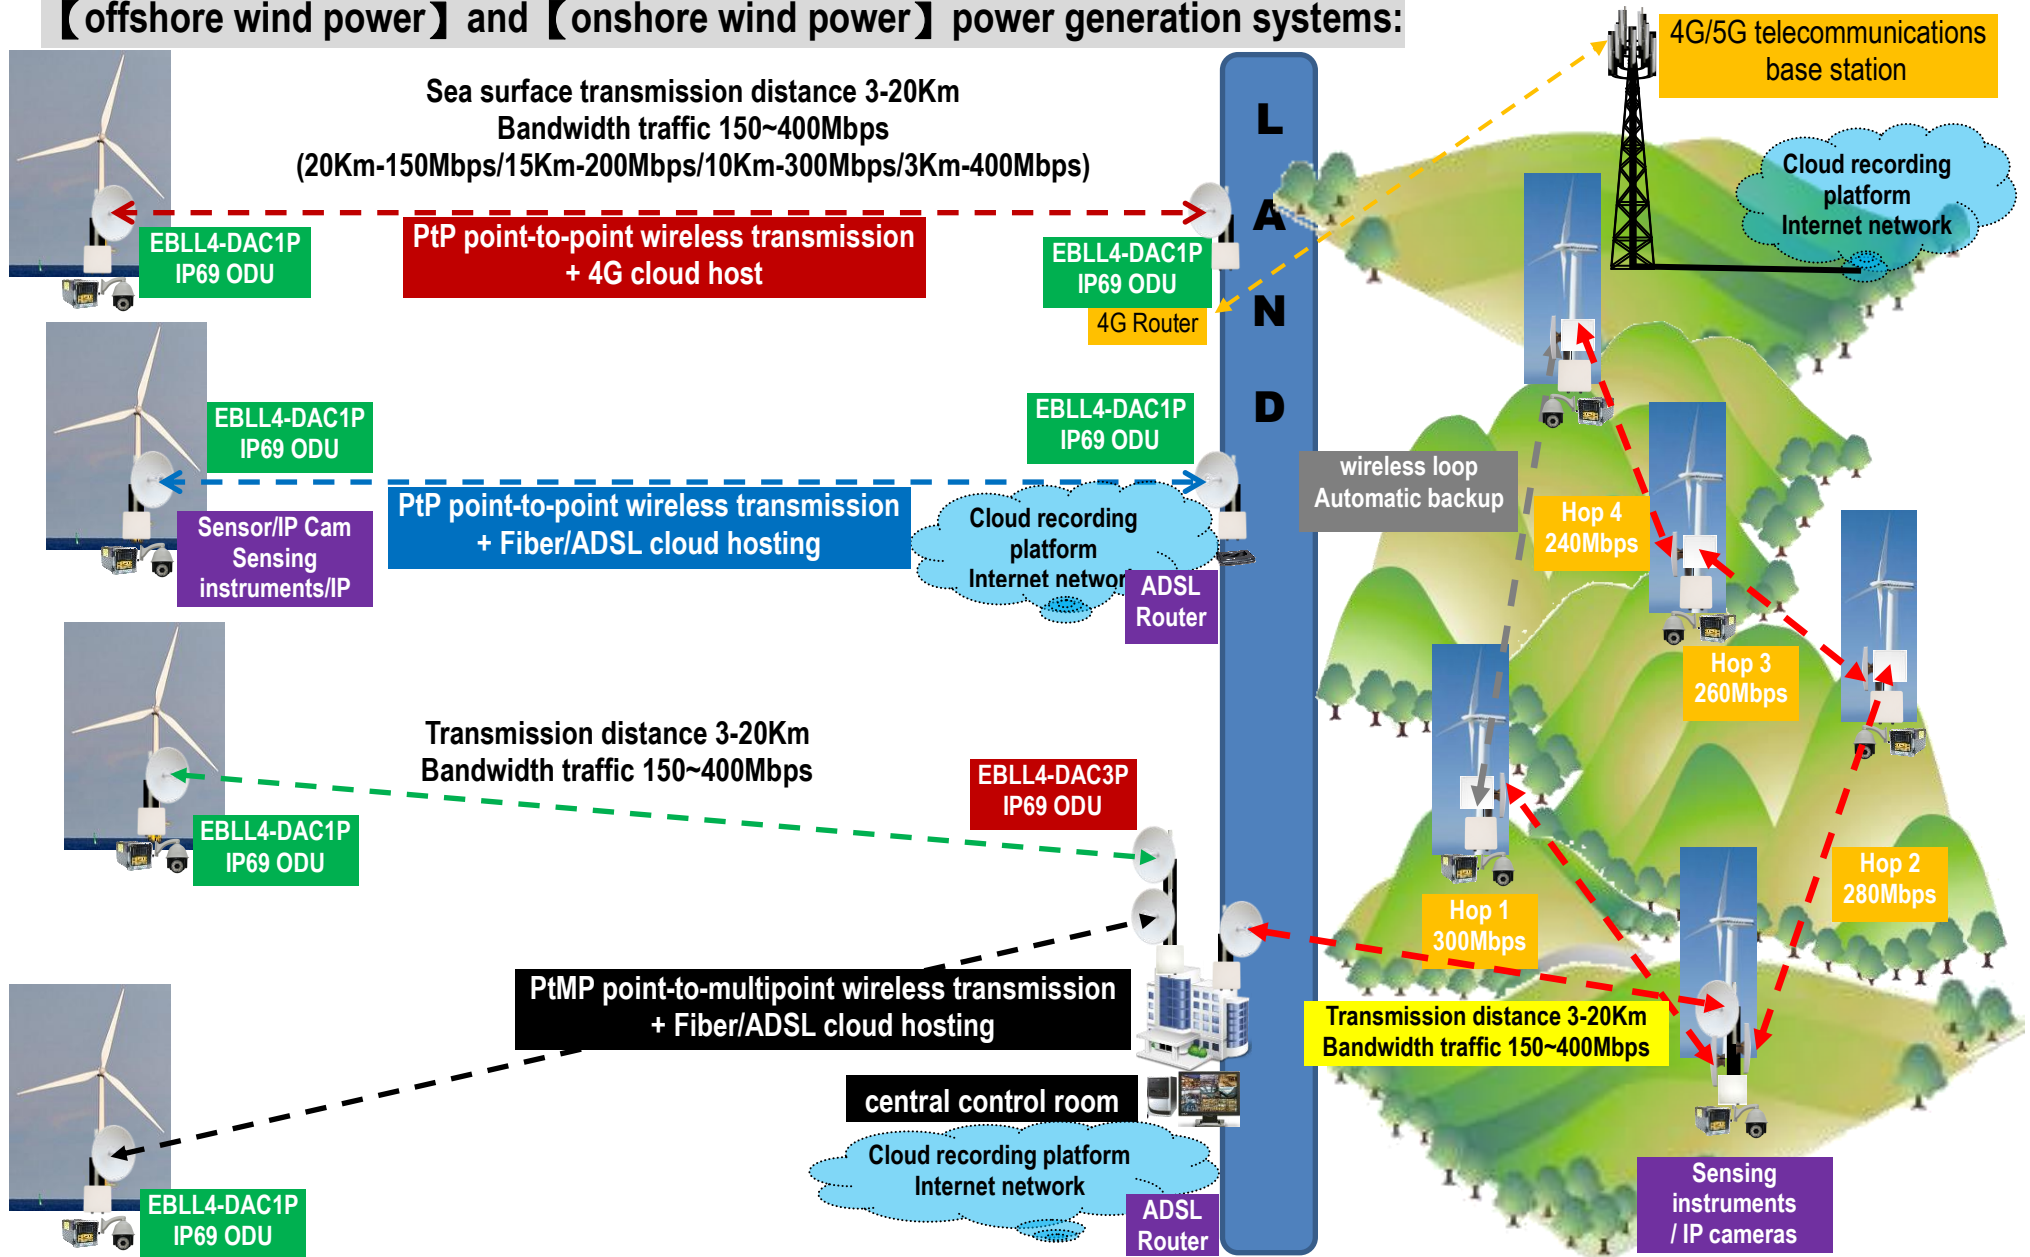 【offshore wind power】and【onshore wind power】power generation systems:
4G/5G telecommunications
base station
Sea surface transmission distance 3-20Km
Bandwidth traffic 150~400Mbps
(20Km-150Mbps/15Km-200Mbps/10Km-300Mbps/3Km-400Mbps)
L
A
N
D
Cloud recording
platform
Internet network
EBLL4-DAC1P
IP69 ODU
PtP point-to-point wireless transmission
+ 4G cloud host
EBLL4-DAC1P
IP69 ODU
4G Router
EBLL4-DAC1P
IP69 ODU
EBLL4-DAC1P
IP69 ODU
wireless loop
Automatic backup
Sensor/IP Cam
Sensing
instruments/IP
PtP point-to-point wireless transmission
+ Fiber/ADSL cloud hosting
Cloud recording
platform
Internet network
ADSL
Router
Hop 4
240Mbps
Hop 3
260Mbps
Transmission distance 3-20Km
Bandwidth traffic 150~400Mbps
EBLL4-DAC3P
IP69 ODU
EBLL4-DAC1P
IP69 ODU
Hop 2
280Mbps
Hop 1
300Mbps
PtMP point-to-multipoint wireless transmission
+ Fiber/ADSL cloud hosting
Transmission distance 3-20Km
Bandwidth traffic 150~400Mbps
central control room
Cloud recording platform
Internet network
ADSL
Router
EBLL4-DAC1P
IP69 ODU
Sensing
instruments
/ IP cameras